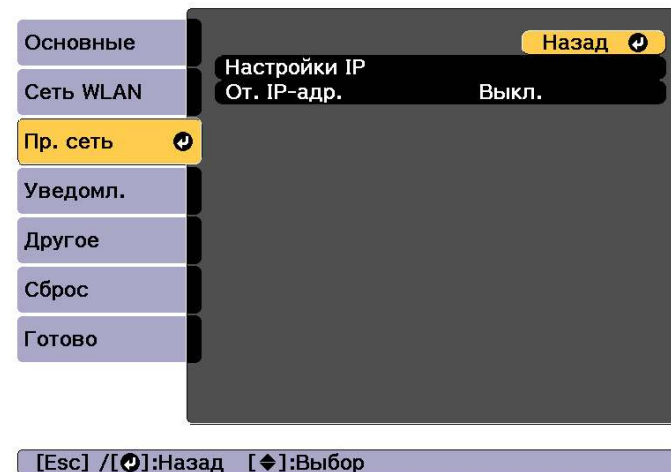 Основные
Сеть WLAN
Пр. сеть
Уведомл.
Другое
Сброс
Готово
Назад
Настройки IP
От. IP-адр. Выкл.
[Esc] /[]:Назад []:Выбор